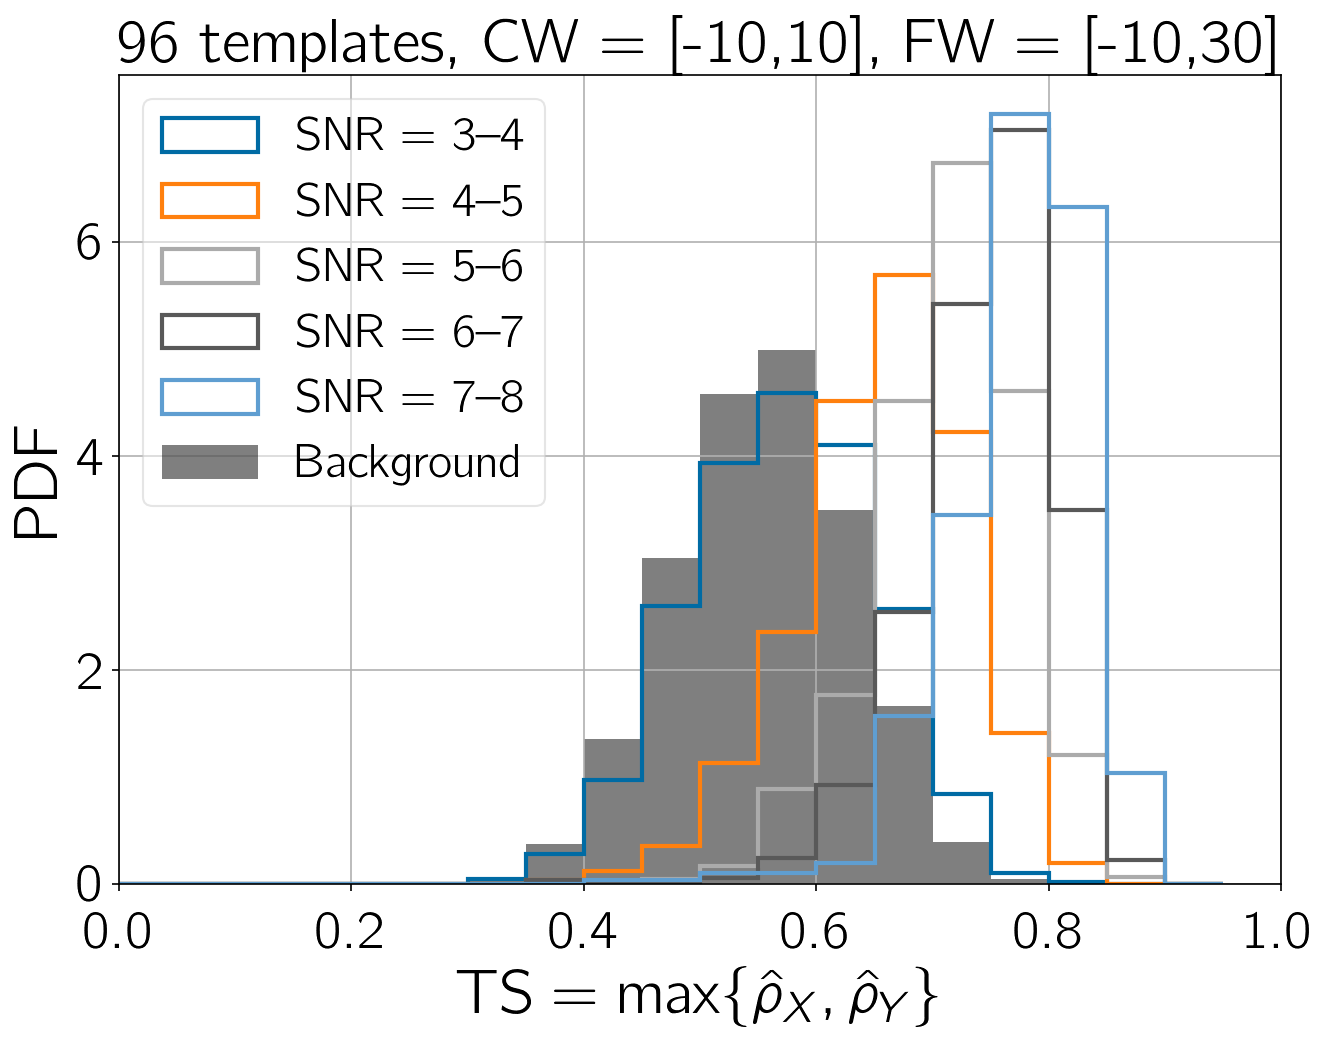 96 templates, CW = [-10,10], FW = [-10,30]
SNR = 3–4
SNR = 4–5
SNR = 5–6
SNR = 6–7
SNR = 7–8
Background
PDF
6
4
2
0
0.0 0.2 0.4 0.6 0.8 1.0
TS = max{ρ̂_X, ρ̂_Y}